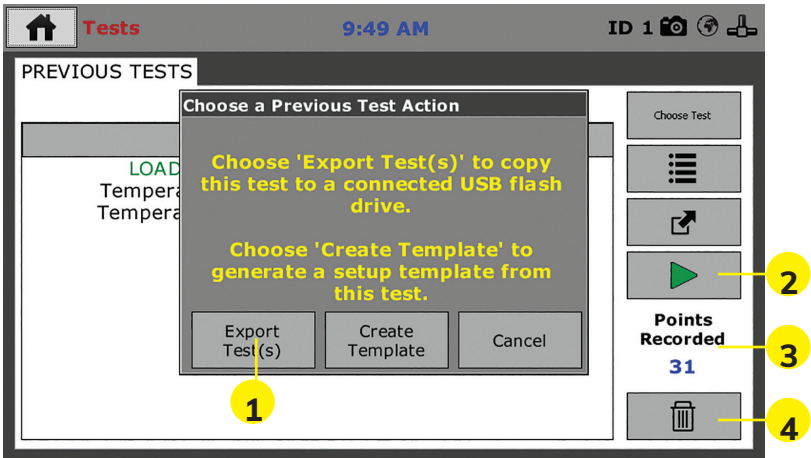 Tests
9:49 AM
ID 1
PREVIOUS TESTS
Choose a Previous Test Action
Choose Test
LOAD
Choose 'Export Test(s)' to copy
this test to a connected USB flash
drive.
Choose 'Create Template' to
generate a setup template from
this test.
Export
Test(s)
Create
Template
Cancel
Points
Recorded
31
1
2
3
4